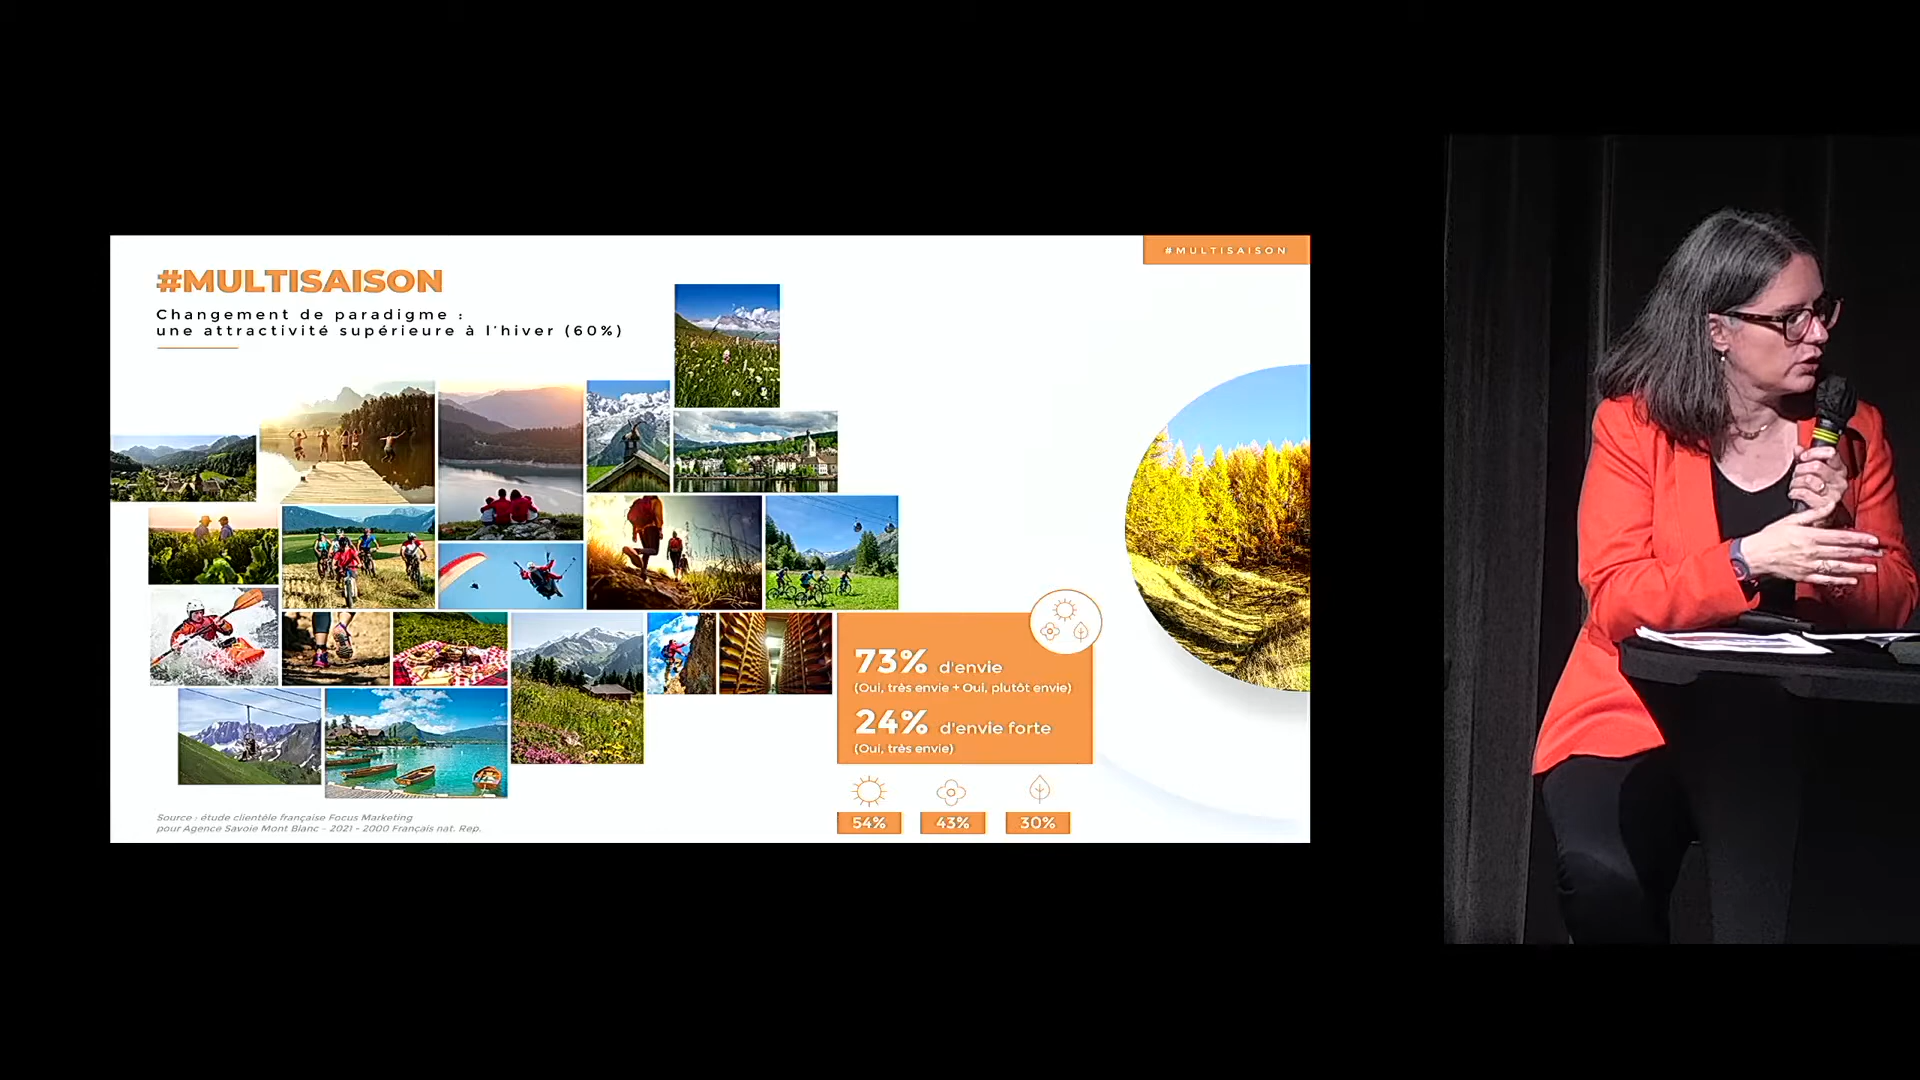 #MULTISAISON
#MULTISAISON
Changement de paradigme :
une attractivité supérieure à l'hiver (60%)
73% d'envie
(Oui, très envie + Oui, plutôt envie)
24% d'envie forte
(Oui, très envie)
54% 43% 30%
Source : étude clientèle française Focus Marketing
pour Agence Savoie Mont Blanc - 2021 - 2000 Français nat. Rep.